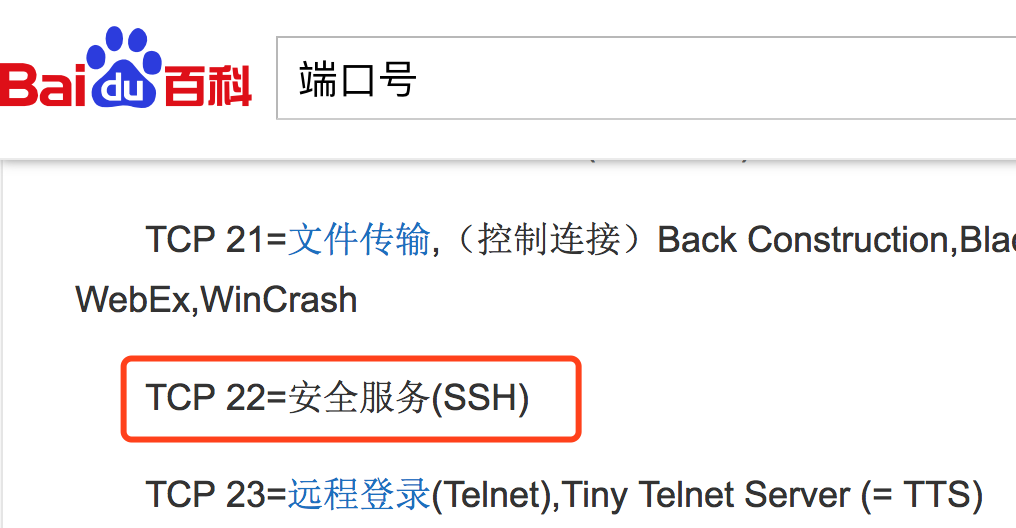 Bai du 百科
端口号
TCP 21=文件传输,（控制连接）Back Construction,
WebEx,WinCrash
TCP 22=安全服务(SSH)
TCP 23=远程登录(Telnet),Tiny Telnet Server (= TTS)